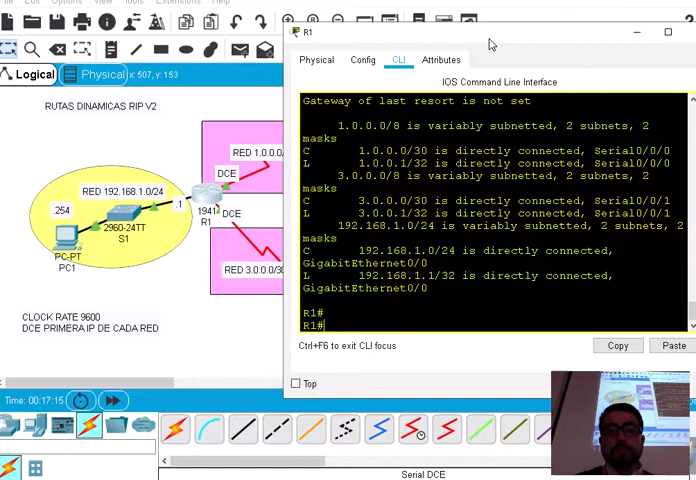 Edit
Options
View
Tools
Extensions
Window
Help
Logical
Physical
x: 507, y: 153
RUTAS DINAMICAS RIP V2
RED 1.0.0.0/
DCE
RED 192.168.1.0/24
.254
.1
1941
R1
DCE
2960-24TT
S1
PC-PT
PC1
RED 3.0.0.0/30
CLOCK RATE 9600
DCE PRIMERA IP DE CADA RED
Time: 00:17:15
R1
Physical
Config
CLI
Attributes
IOS Command Line Interface
Gateway of last resort is not set
1.0.0.0/8 is variably subnetted, 2 subnets, 2
masks
C 1.0.0.0/30 is directly connected, Serial0/0/0
L 1.0.0.1/32 is directly connected, Serial0/0/0
3.0.0.0/8 is variably subnetted, 2 subnets, 2
masks
C 3.0.0.0/30 is directly connected, Serial0/0/1
L 3.0.0.1/32 is directly connected, Serial0/0/1
192.168.1.0/24 is variably subnetted, 2 subnets, 2
masks
C 192.168.1.0/24 is directly connected,
GigabitEthernet0/0
L 192.168.1.1/32 is directly connected,
GigabitEthernet0/0
R1#
R1#
Ctrl+F6 to exit CLI focus
Copy
Paste
Top
Serial DCE